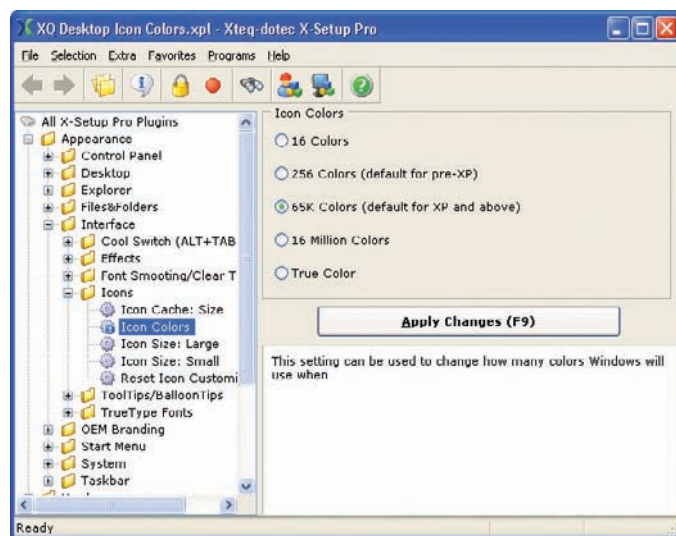 XQ Desktop Icon Colors.xpl - Xteq-dotec X-Setup Pro
File Selection Extra Favorites Programs Help
All X-Setup Pro Plugins
Appearance
Control Panel
Desktop
Explorer
Files&Folders
Interface
Cool Switch (ALT+TAB
Effects
Font Smooting/Clear T
Icons
Icon Cache: Size
Icon Colors
Icon Size: Large
Icon Size: Small
Reset Icon Customi
ToolTips/BalloonTips
TrueType Fonts
OEM Branding
Start Menu
System
Taskbar
Icon Colors
16 Colors
256 Colors (default for pre-XP)
65K Colors (default for XP and above)
16 Million Colors
True Color
Apply Changes (F9)
This setting can be used to change how many colors Windows will
use when
Ready